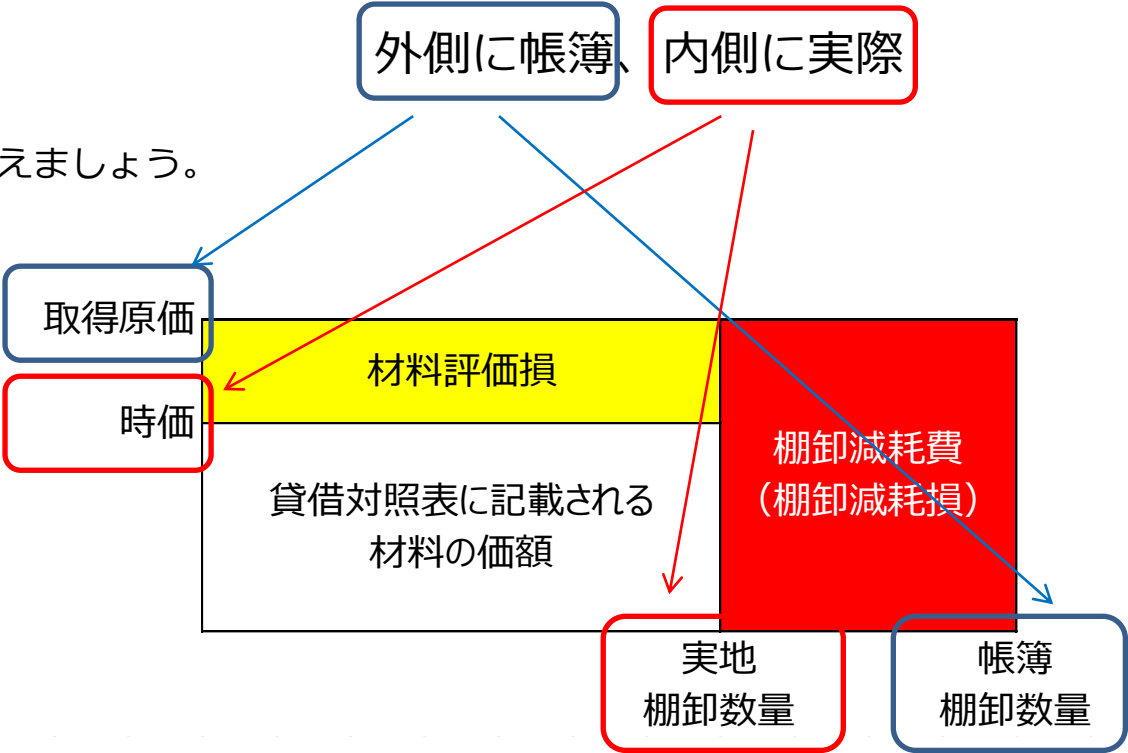 外側に帳簿、内側に実際
えましょう。
取得原価
材料評価損
時価
棚卸減耗費
（棚卸減耗損）
貸借対照表に記載される
材料の価額
実地
棚卸数量
帳簿
棚卸数量